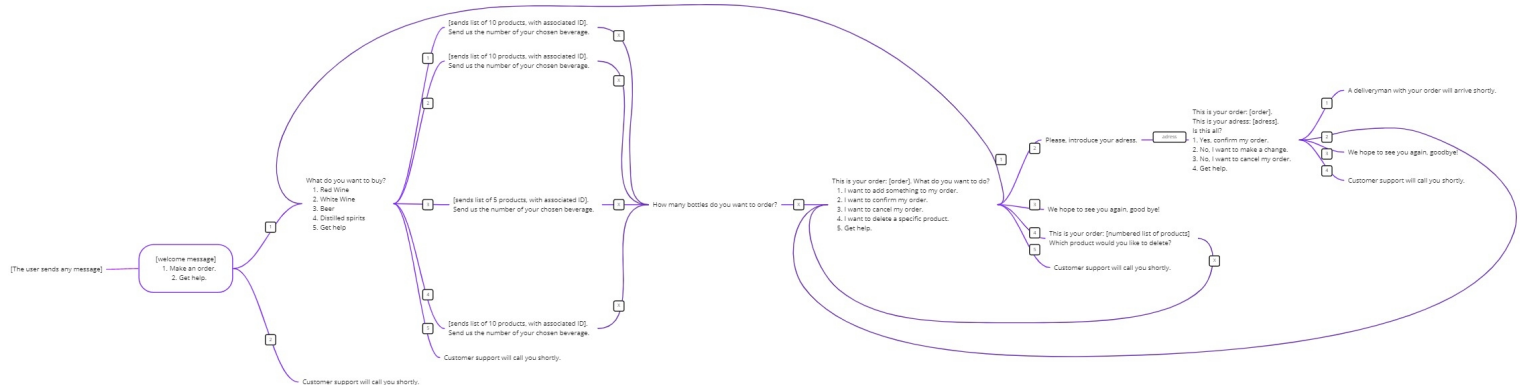 [The user sends any message]
[welcome message]
1. Make an order.
2. Get help.
1
2
Customer support will call you shortly.
What do you want to buy?
1. Red Wine
2. White Wine
3. Beer
4. Distilled spirits
5. Get help
2
4
5
[sends list of 10 products, with associated ID].
Send us the number of your chosen beverage.
[sends list of 10 products, with associated ID].
Send us the number of your chosen beverage.
[sends list of 5 products, with associated ID].
Send us the number of your chosen beverage.
[sends list of 10 products, with associated ID].
Send us the number of your chosen beverage.
Customer support will call you shortly.
How many bottles do you want to order?
This is your order: [order]. What do you want to do?
1. I want to add something to my order.
2. I want to confirm my order.
3. I want to cancel my order.
4. I want to delete a specific product.
5. Get help.
1
2
4
Please, introduce your adress.
We hope to see you again, good bye!
This is your order: [numbered list of products]
Which product would you like to delete?
Customer support will call you shortly.
adress
This is your order: [order].
This is your adress: [adress].
Is this all?
1. Yes, confirm my order.
2. No, I want to make a change.
3. No, I want to cancel my order.
4. Get help.
1
2
4
A deliveryman with your order will arrive shortly.
We hope to see you again, goodbye!
Customer support will call you shortly.